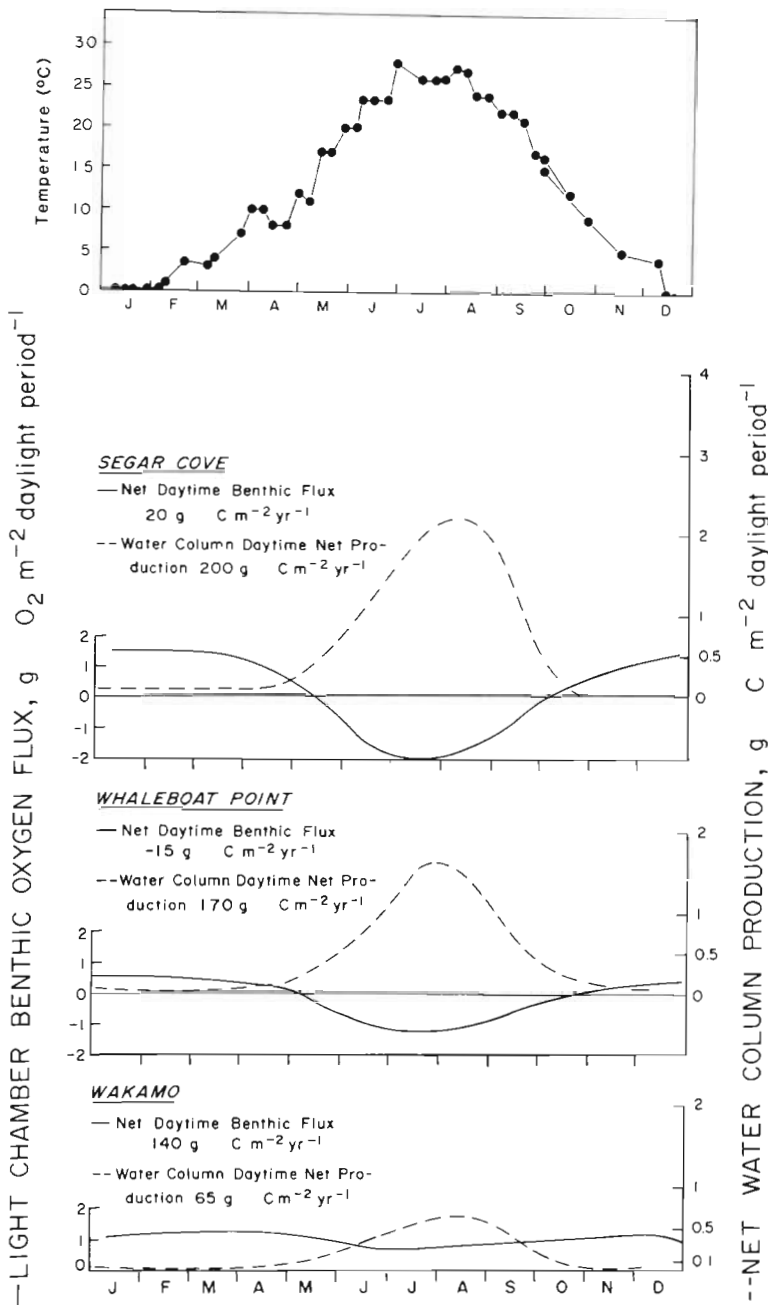 Temperature (°C)
30
25
20
15
10
5
0
J F M A M J J A S O N D
—LIGHT CHAMBER BENTHIC OXYGEN FLUX, g O₂ m⁻² daylight period⁻¹
--NET WATER COLUMN PRODUCTION, g C m⁻² daylight period⁻¹
4
3
2
1
0.5
0
SEGAR COVE
— Net Daytime Benthic Flux
20 g C m⁻² yr⁻¹
-- Water Column Daytime Net Pro-
duction 200 g C m⁻² yr⁻¹
2
1
0
-1
-2
WHALEBOAT POINT
— Net Daytime Benthic Flux
-15 g C m⁻² yr⁻¹
-- Water Column Daytime Net Pro-
duction 170 g C m⁻² yr⁻¹
2
1
0
-1
-2
2
1
0.5
0
WAKAMO
— Net Daytime Benthic Flux
140 g C m⁻² yr⁻¹
-- Water Column Daytime Net Pro-
duction 65 g C m⁻² yr⁻¹
2
1
0
2
1
0.5
0.1
J F M A M J J A S O N D